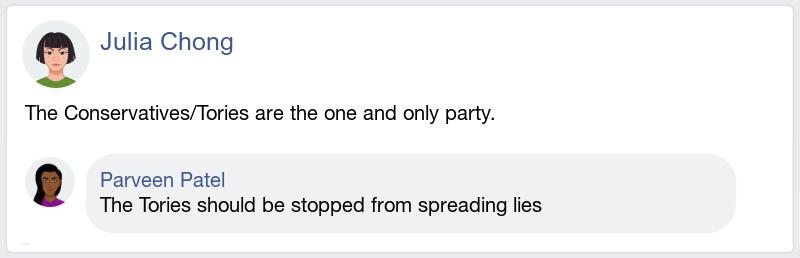 Julia Chong
The Conservatives/Tories are the one and only party.
Parveen Patel
The Tories should be stopped from spreading lies